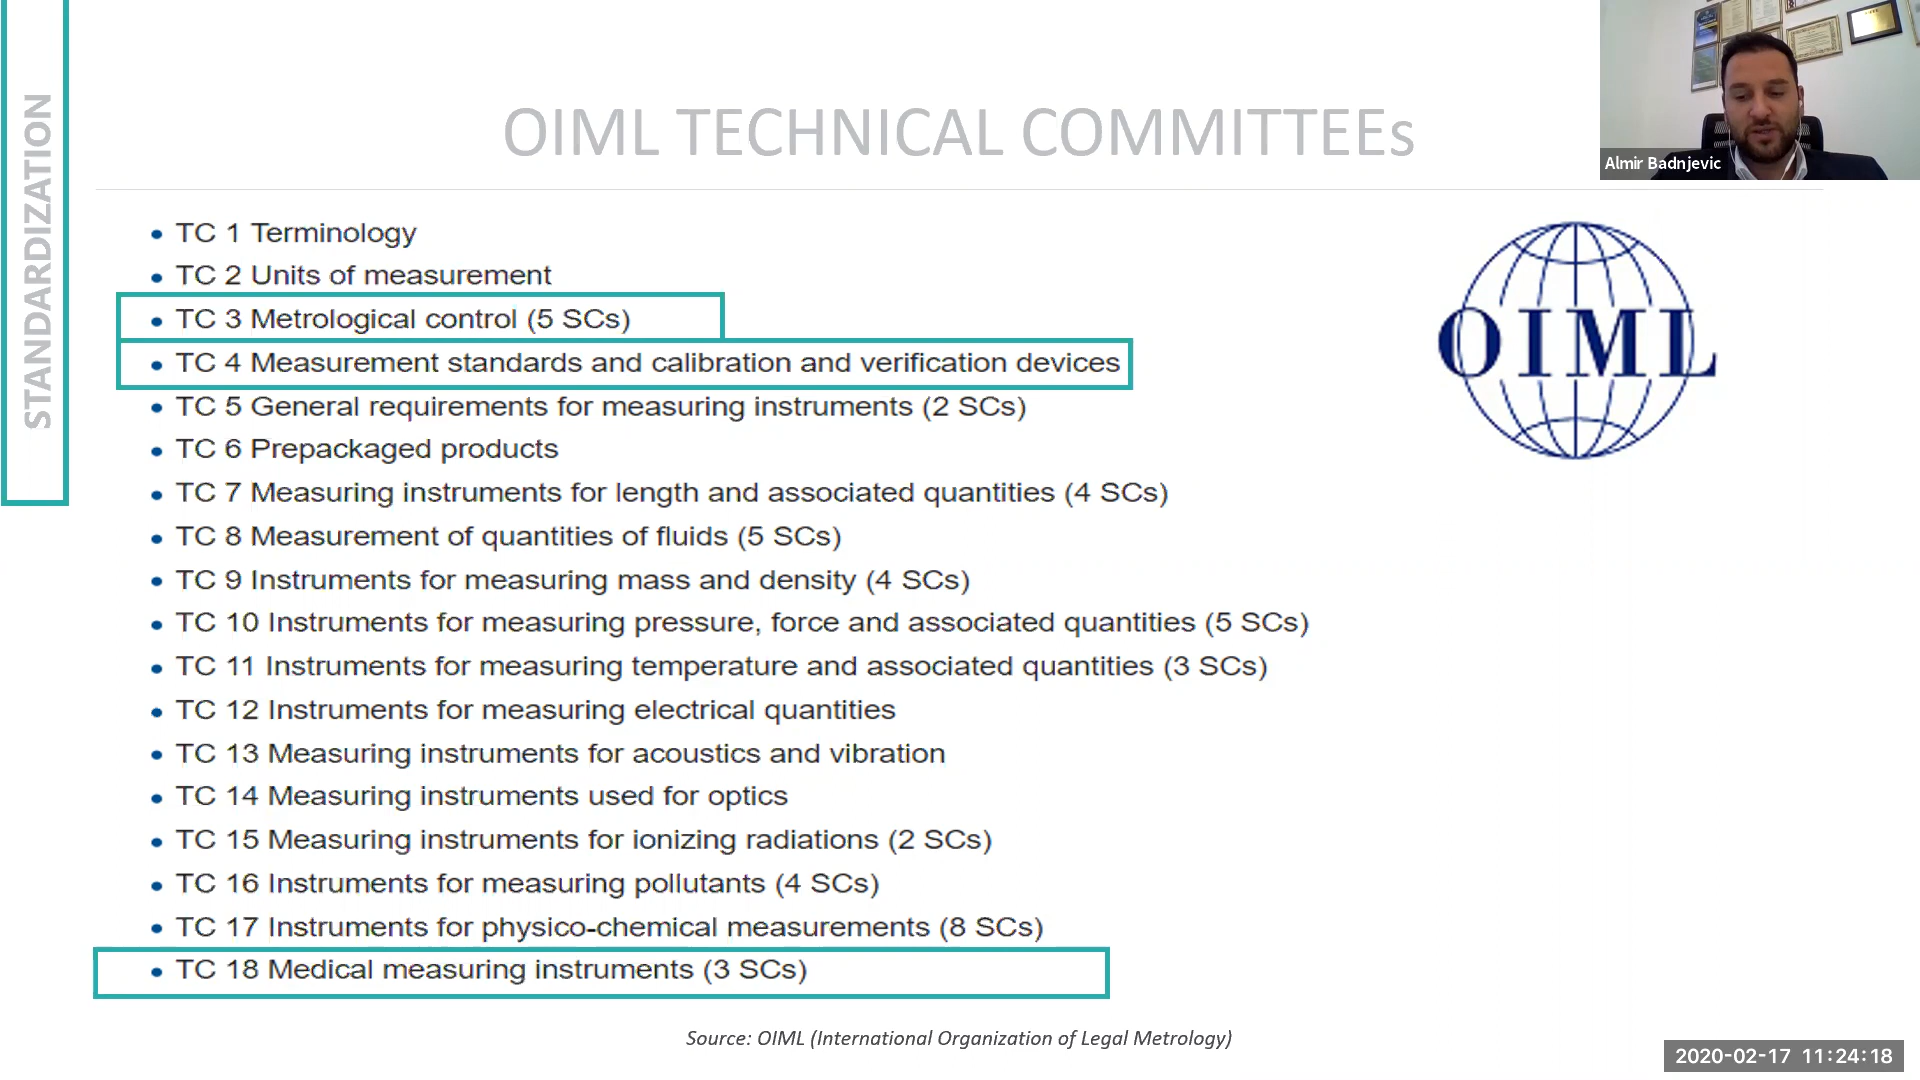 STANDARDIZATION
OIML TECHNICAL COMMITTEEs
Almir Badnjevic
• TC 1 Terminology
• TC 2 Units of measurement
• TC 3 Metrological control (5 SCs)
• TC 4 Measurement standards and calibration and verification devices
• TC 5 General requirements for measuring instruments (2 SCs)
• TC 6 Prepackaged products
• TC 7 Measuring instruments for length and associated quantities (4 SCs)
• TC 8 Measurement of quantities of fluids (5 SCs)
• TC 9 Instruments for measuring mass and density (4 SCs)
• TC 10 Instruments for measuring pressure, force and associated quantities (5 SCs)
• TC 11 Instruments for measuring temperature and associated quantities (3 SCs)
• TC 12 Instruments for measuring electrical quantities
• TC 13 Measuring instruments for acoustics and vibration
• TC 14 Measuring instruments used for optics
• TC 15 Measuring instruments for ionizing radiations (2 SCs)
• TC 16 Instruments for measuring pollutants (4 SCs)
• TC 17 Instruments for physico-chemical measurements (8 SCs)
• TC 18 Medical measuring instruments (3 SCs)
OIML
Source: OIML (International Organization of Legal Metrology)
2020-02-17 11:24:18